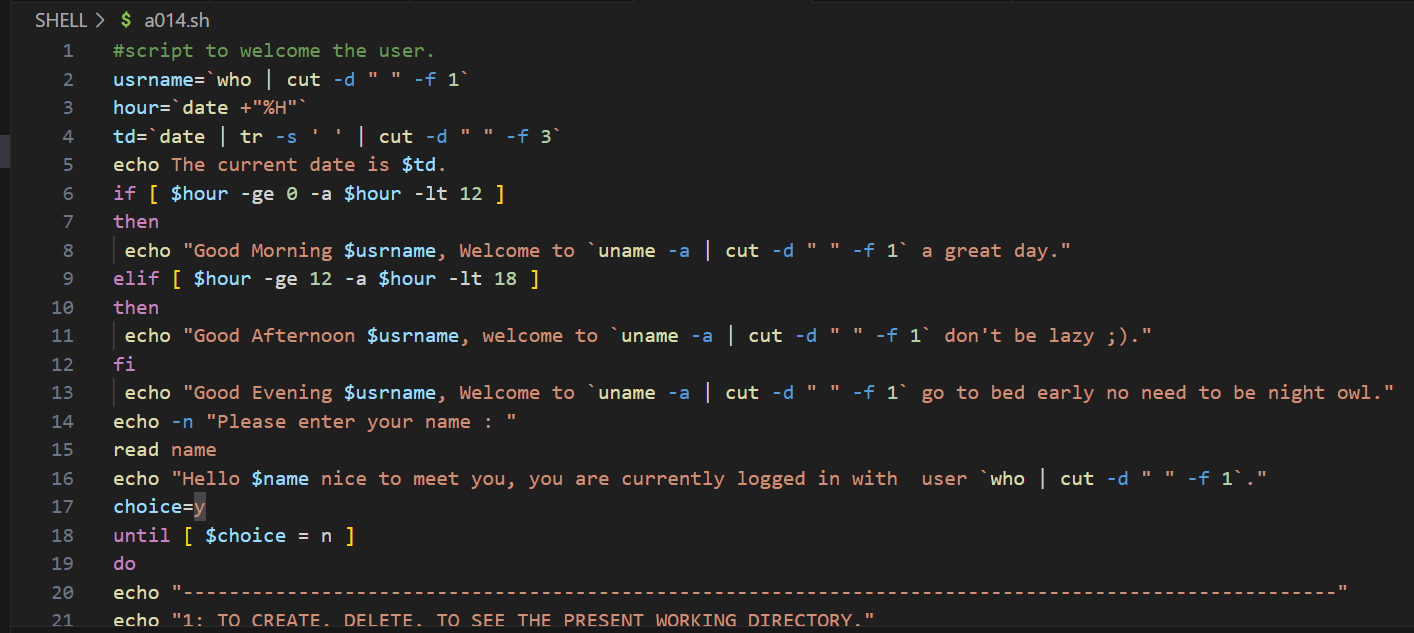 SHELL > $ a014.sh
1 #script to welcome the user.
2 usrname=`who | cut -d " " -f 1`
3 hour=`date +"%H"`
4 td=`date | tr -s ' ' | cut -d " " -f 3`
5 echo The current date is $td.
6 if [ $hour -ge 0 -a $hour -lt 12 ]
7 then
8  echo "Good Morning $usrname, Welcome to `uname -a | cut -d " " -f 1` a great day."
9 elif [ $hour -ge 12 -a $hour -lt 18 ]
10 then
11  echo "Good Afternoon $usrname, welcome to `uname -a | cut -d " " -f 1` don't be lazy ;)."
12 fi
13  echo "Good Evening $usrname, Welcome to `uname -a | cut -d " " -f 1` go to bed early no need to be night owl."
14 echo -n "Please enter your name : "
15 read name
16 echo "Hello $name nice to meet you, you are currently logged in with  user `who | cut -d " " -f 1`."
17 choice=y
18 until [ $choice = n ]
19 do
20 echo "----------------------------------------------------------------------------------------------------"
21 echo "1: TO CREATE, DELETE, TO SEE THE PRESENT WORKING DIRECTORY."